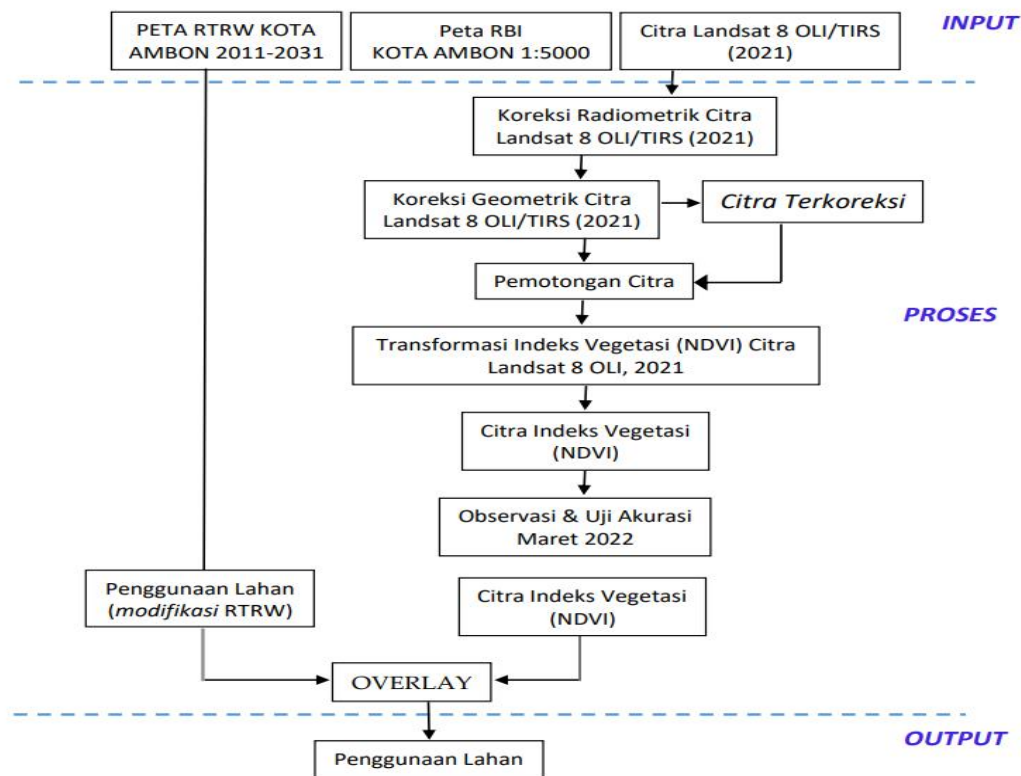 INPUT
PETA RTRW KOTA
AMBON 2011-2031
Peta RBI
KOTA AMBON 1:5000
Citra Landsat 8 OLI/TIRS
(2021)
Koreksi Radiometrik Citra
Landsat 8 OLI/TIRS (2021)
Koreksi Geometrik Citra
Landsat 8 OLI/TIRS (2021)
Citra Terkoreksi
Pemotongan Citra
PROSES
Transformasi Indeks Vegetasi (NDVI) Citra
Landsat 8 OLI, 2021
Citra Indeks Vegetasi
(NDVI)
Observasi & Uji Akurasi
Maret 2022
Penggunaan Lahan
(modifikasi RTRW)
Citra Indeks Vegetasi
(NDVI)
OVERLAY
OUTPUT
Penggunaan Lahan